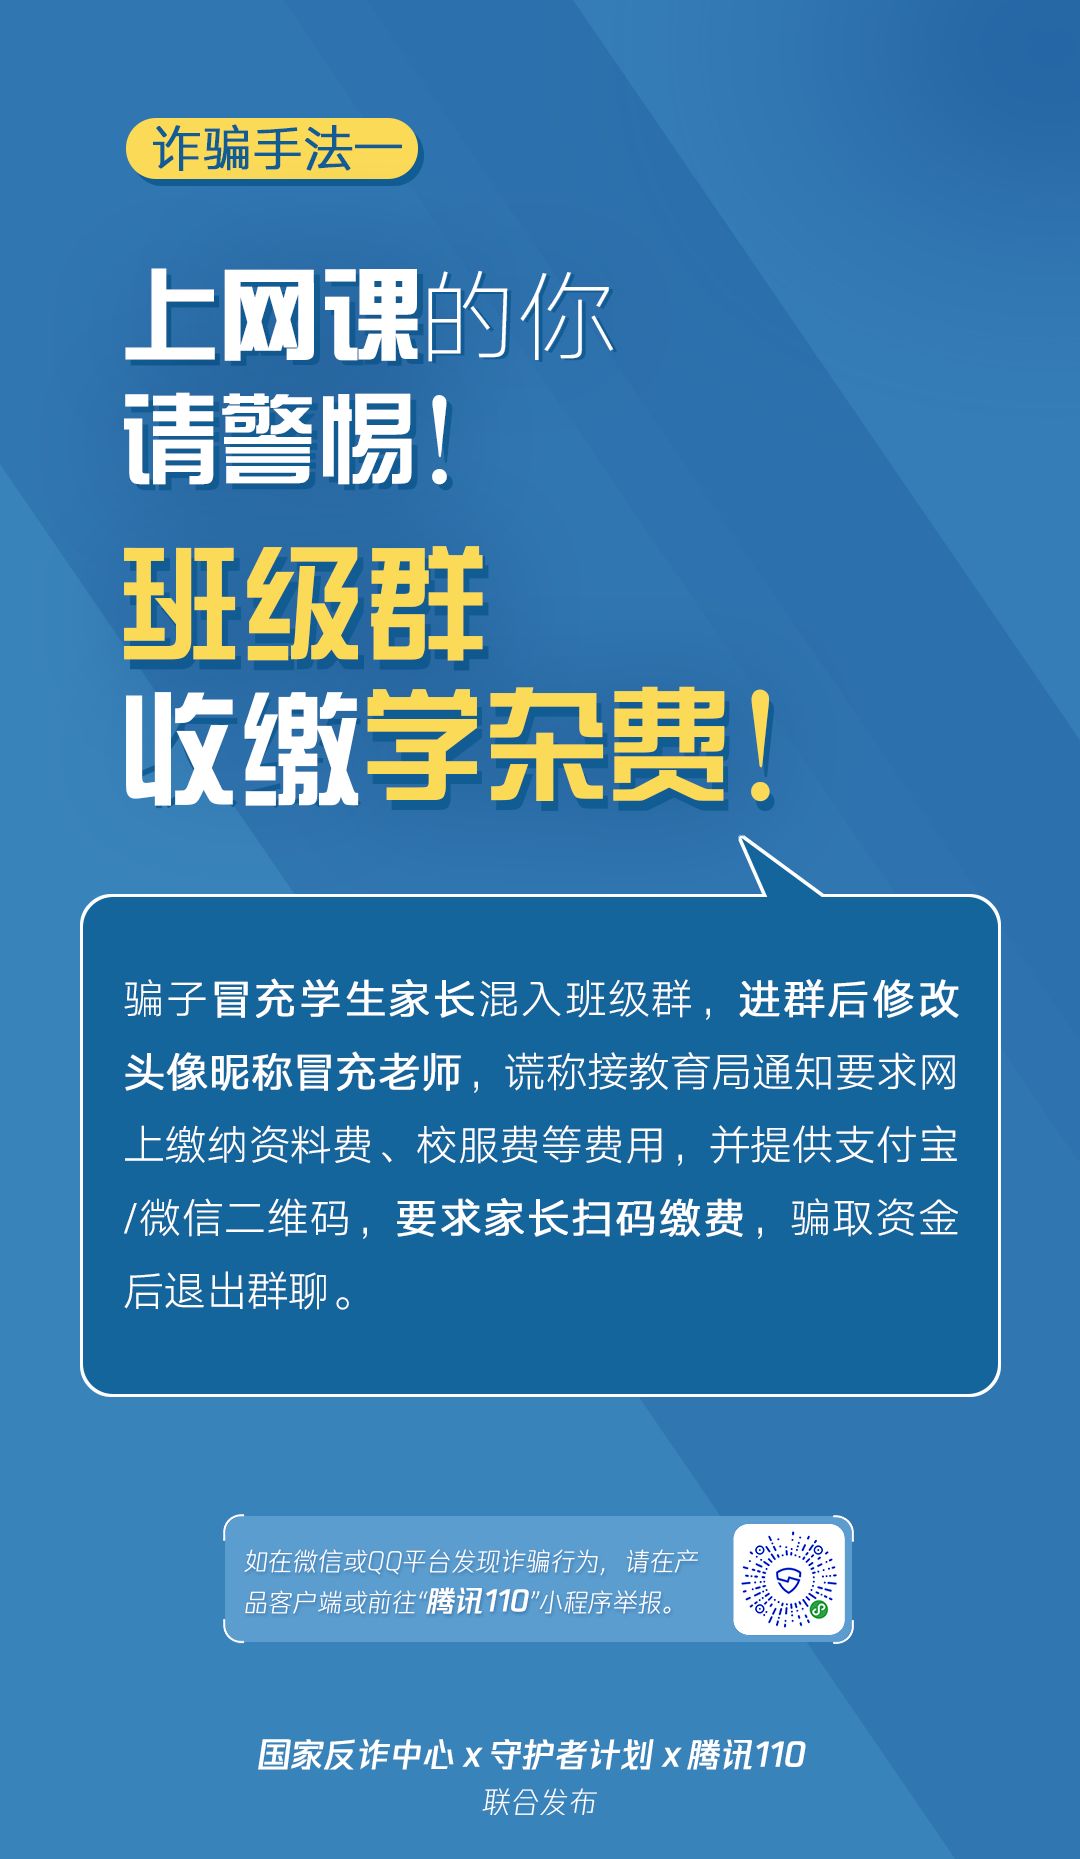 诈骗手法一
上网课的你
请警惕！
班级群
收缴学杂费！
骗子冒充学生家长混入班级群，进群后修改
头像昵称冒充老师，谎称接教育局通知要求网
上缴纳资料费、校服费等费用，并提供支付宝
/微信二维码，要求家长扫码缴费，骗取资金
后退出群聊。
如在微信或QQ平台发现诈骗行为，请在产
品客户端或前往“腾讯110”小程序举报。
国家反诈中心 x 守护者计划 x 腾讯110
联合发布